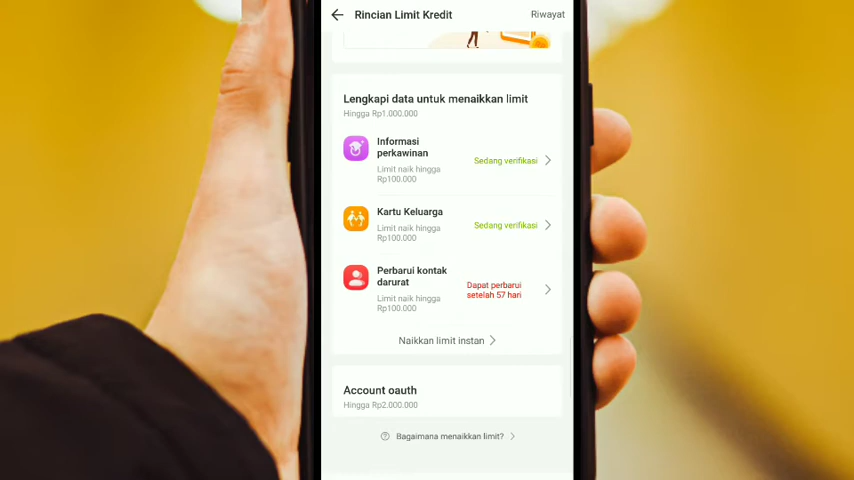 Rincian Limit Kredit
Riwayat
Lengkapi data untuk menaikkan limit
Hingga Rp1.000.000
Informasi
perkawinan
Limit naik hingga
Rp100.000
Sedang verifikasi
Kartu Keluarga
Limit naik hingga
Rp100.000
Sedang verifikasi
Perbarui kontak
darurat
Limit naik hingga
Rp100.000
Dapat perbarui
setelah 57 hari
Naikkan limit instan
Account oauth
Hingga Rp2.000.000
Bagaimana menaikkan limit?